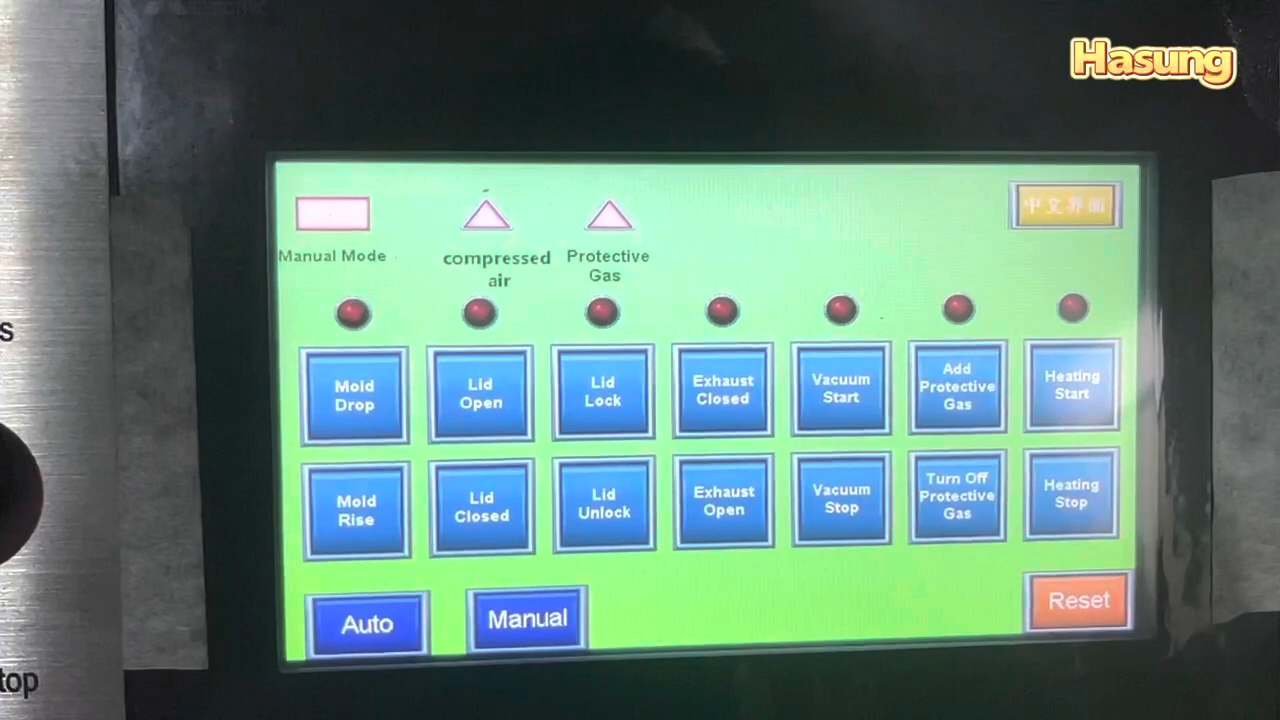 Hasung
中文界面
Manual Mode
compressed
air
Protective
Gas
Mold
Drop
Lid
Open
Lid
Lock
Exhaust
Closed
Vacuum
Start
Add
Protective
Gas
Heating
Start
Mold
Rise
Lid
Closed
Lid
Unlock
Exhaust
Open
Vacuum
Stop
Turn Off
Protective
Gas
Heating
Stop
Auto
Manual
Reset